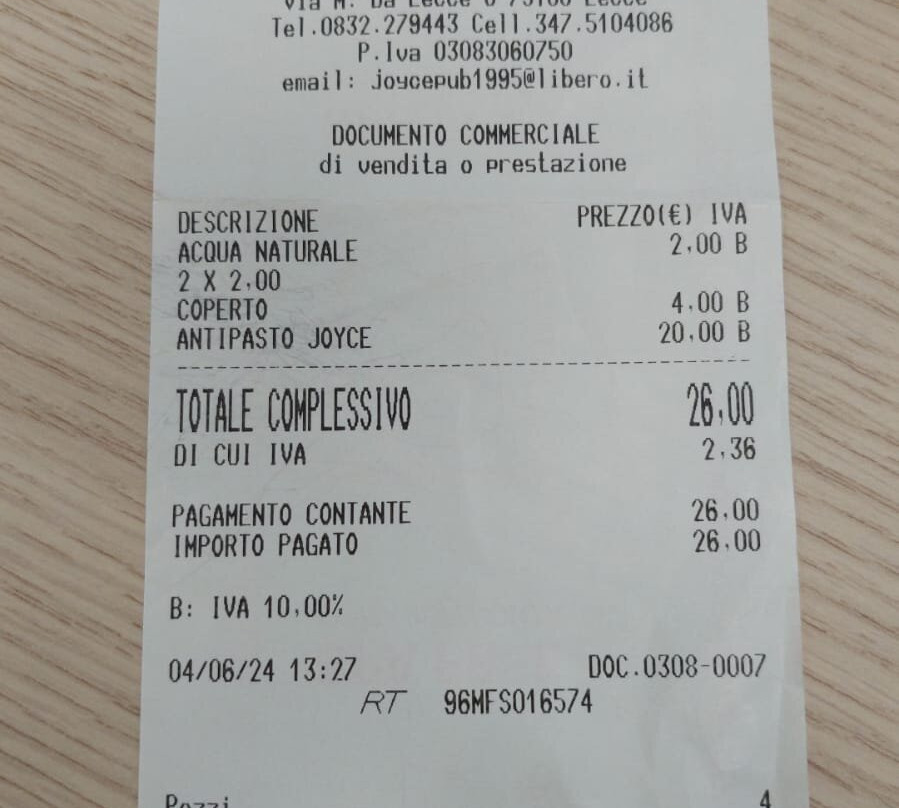 Tel.0832.279443 Cell.347.5104086
P.Iva 03083060750
email: joycepub1995@libero.it
DOCUMENTO COMMERCIALE
di vendita o prestazione
DESCRIZIONE PREZZO(€) IVA
ACQUA NATURALE 2,00 B
2 X 2,00
COPERTO 4,00 B
ANTIPASTO JOYCE 20,00 B
TOTALE COMPLESSIVO 26,00
DI CUI IVA 2,36
PAGAMENTO CONTANTE 26,00
IMPORTO PAGATO 26,00
B: IVA 10,00%
04/06/24 13:27 DOC.0308-0007
RT 96MFS016574
Pezzi 4